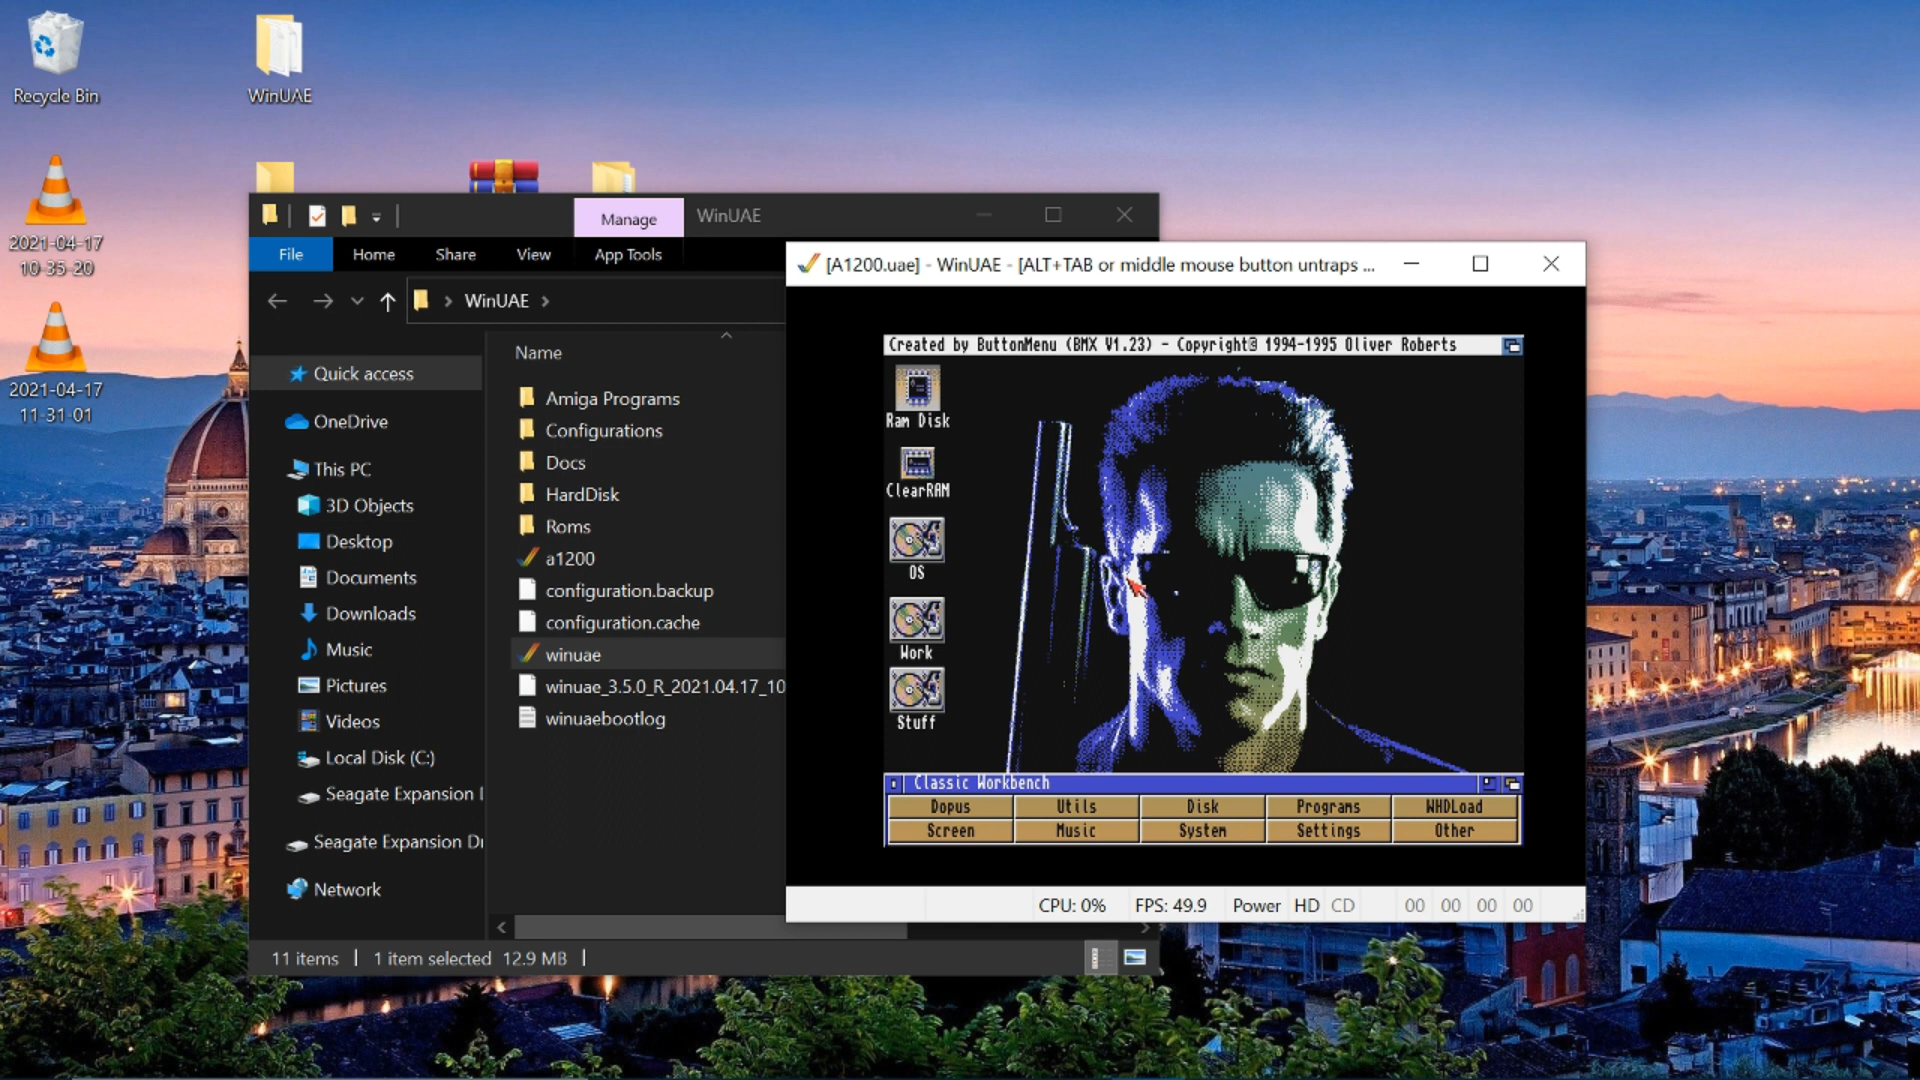 Recycle Bin
WinUAE
2021-04-17
10-35-20
2021-04-17
11-31-01
Manage
WinUAE
File
Home
Share
View
App Tools
WinUAE
Name
Quick access
OneDrive
This PC
3D Objects
Desktop
Documents
Downloads
Music
Pictures
Videos
Local Disk (C:)
Seagate Expansion
Seagate Expansion
Network
Amiga Programs
Configurations
Docs
HardDisk
Roms
a1200
configuration.backup
configuration.cache
winuae
winuae_3.5.0_R_2021.04.17_10
winuaebootlog
11 items
1 item selected 12.9 MB
[A1200.uae] - WinUAE - [ALT+TAB or middle mouse button untraps ...
Created by ButtonMenu (BMX V1.23) - Copyright© 1994-1995 Oliver Roberts
Ram Disk
ClearRAM
OS
Work
Stuff
Classic Workbench
Dopus Utils Disk Programs WHDLoad
Screen Music System Settings Other
CPU: 0% FPS: 49.9 Power HD CD 00 00 00 00